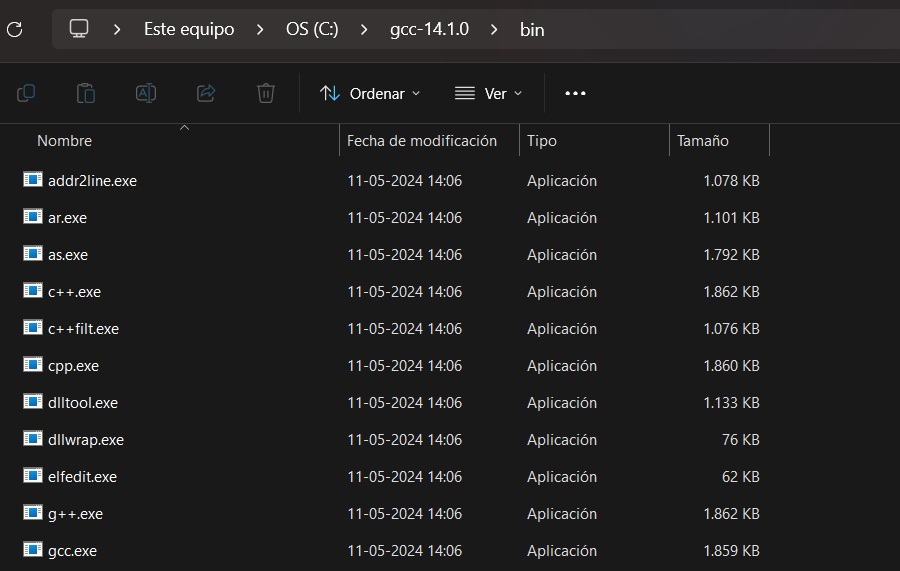 Este equipo > OS (C:) > gcc-14.1.0 > bin
Ordenar Ver
Nombre Fecha de modificación Tipo Tamaño
addr2line.exe 11-05-2024 14:06 Aplicación 1.078 KB
ar.exe 11-05-2024 14:06 Aplicación 1.101 KB
as.exe 11-05-2024 14:06 Aplicación 1.792 KB
c++.exe 11-05-2024 14:06 Aplicación 1.862 KB
c++filt.exe 11-05-2024 14:06 Aplicación 1.076 KB
cpp.exe 11-05-2024 14:06 Aplicación 1.860 KB
dlltool.exe 11-05-2024 14:06 Aplicación 1.133 KB
dllwrap.exe 11-05-2024 14:06 Aplicación 76 KB
elfedit.exe 11-05-2024 14:06 Aplicación 62 KB
g++.exe 11-05-2024 14:06 Aplicación 1.862 KB
gcc.exe 11-05-2024 14:06 Aplicación 1.859 KB